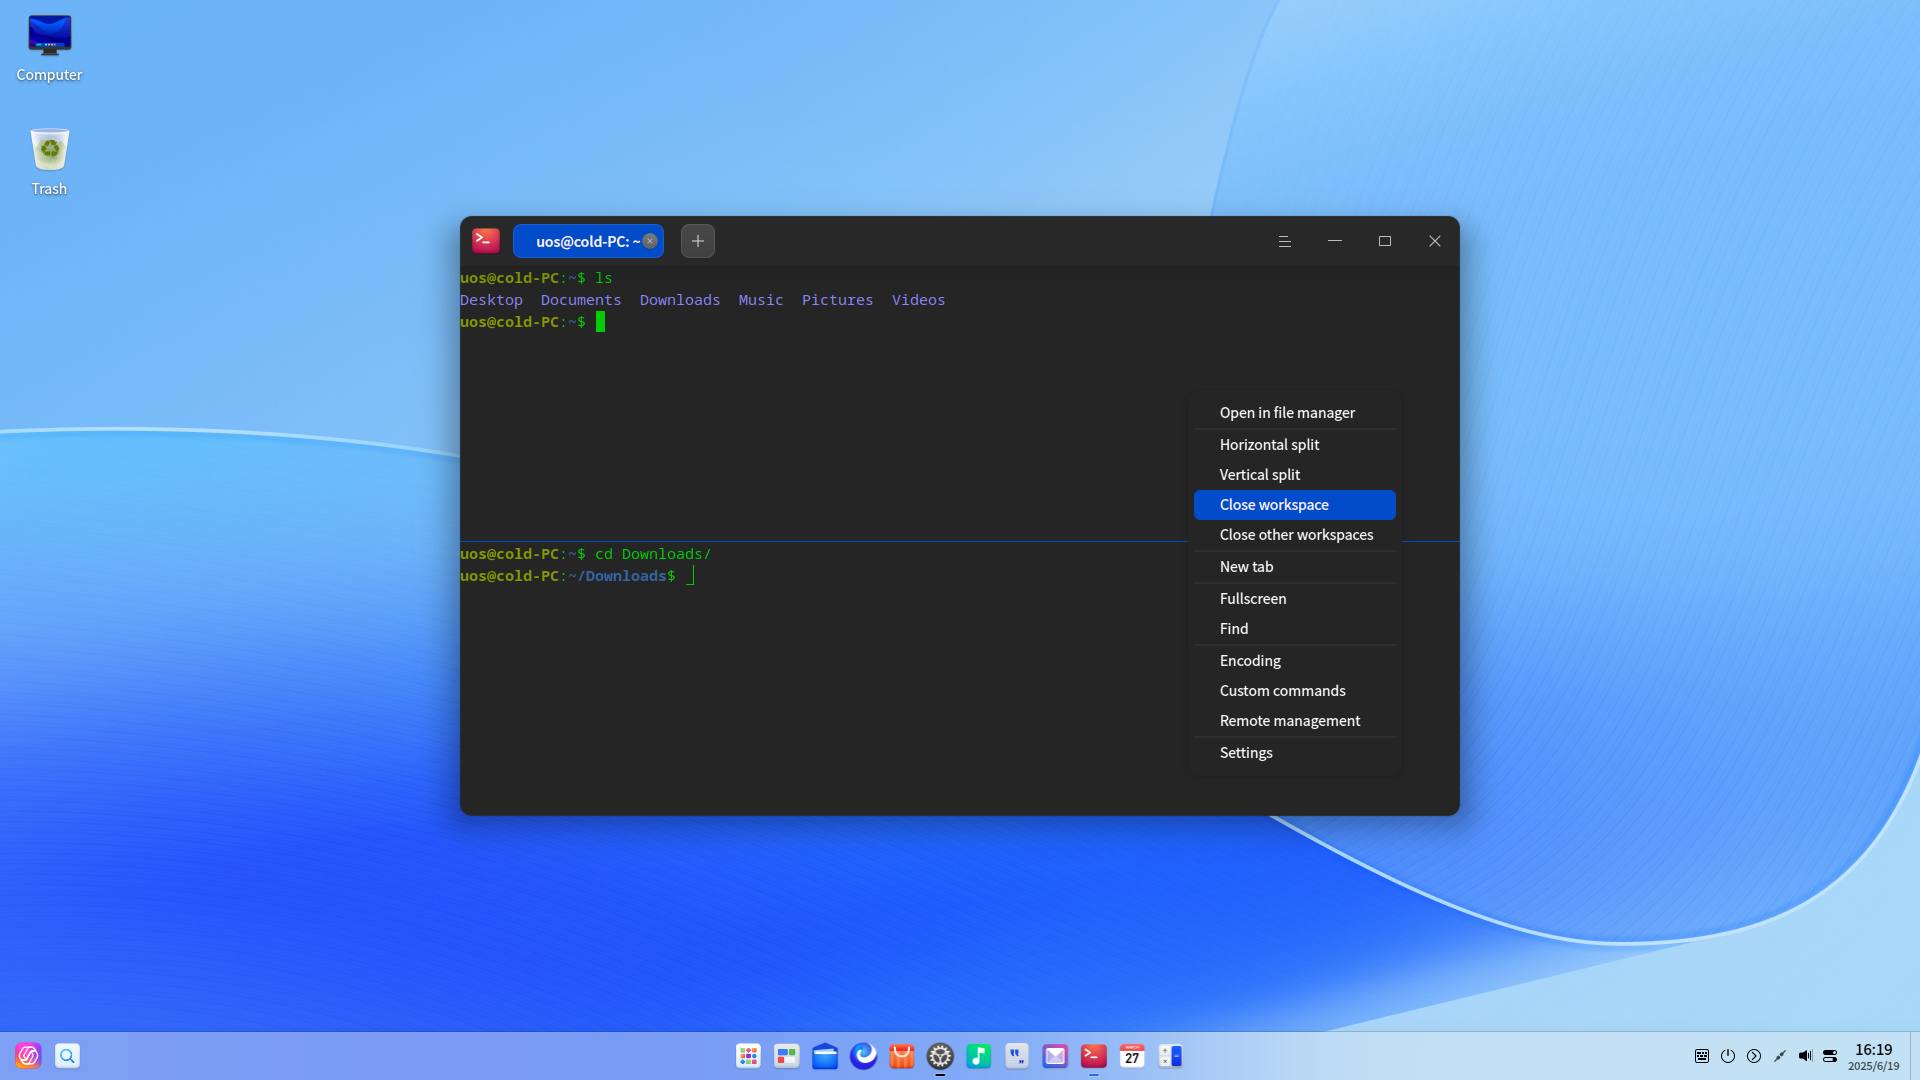 Computer
Trash
uos@cold-PC: ~
uos@cold-PC:~$ ls
Desktop  Documents  Downloads  Music  Pictures  Videos
uos@cold-PC:~$
Open in file manager
Horizontal split
Vertical split
Close workspace
Close other workspaces
New tab
Fullscreen
Find
Encoding
Custom commands
Remote management
Settings
uos@cold-PC:~$ cd Downloads/
uos@cold-PC:~/Downloads$
27
16:19
2025/6/19